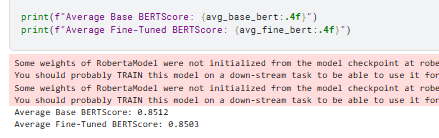 print(f"Average Base BERTScore: {avg_base_bert:.4f}")
print(f"Average Fine-Tuned BERTScore: {avg_fine_bert:.4f}")
Some weights of RobertaModel were not initialized from the model checkpoint at robe
You should probably TRAIN this model on a down-stream task to be able to use it for
Some weights of RobertaModel were not initialized from the model checkpoint at robe
You should probably TRAIN this model on a down-stream task to be able to use it for
Average Base BERTScore: 0.8512
Average Fine-Tuned BERTScore: 0.8503